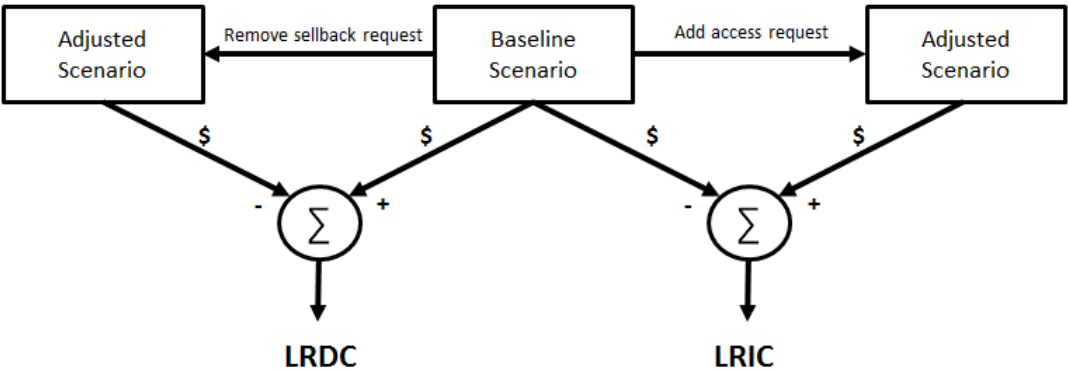 Adjusted
Scenario
Remove sellback request
Baseline
Scenario
Add access request
Adjusted
Scenario
$
$
$
$
-
+
-
+
∑
∑
LRDC
LRIC